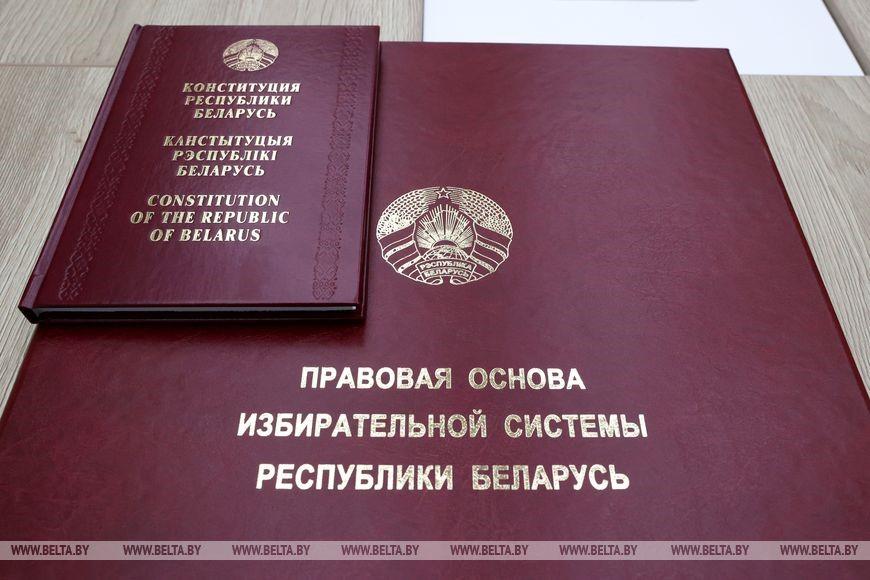 КОНСТИТУЦИЯ
РЕСПУБЛИКИ
БЕЛАРУСЬ
КАНСТЫТУЦЫЯ
РЭСПУБЛІКІ
БЕЛАРУСЬ
CONSTITUTION
OF THE REPUBLIC
OF BELARUS
РЭСПУБЛІКА
БЕЛАРУСЬ
ПРАВОВАЯ ОСНОВА
ИЗБИРАТЕЛЬНОЙ СИСТЕМЫ
РЕСПУБЛИКИ БЕЛАРУСЬ
WWW.BELTA.BY WWW.BELTA.BY WWW.BELTA.BY WWW.BELTA.BY WWW.BELTA.BY WWW.BELTA.BY WWW.BELTA.BY WWW.BELTA.BY